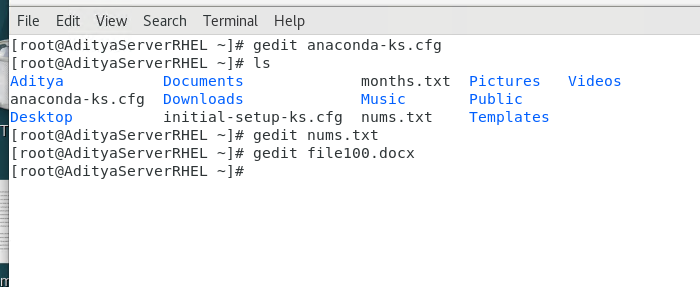 File Edit View Search Terminal Help
[root@AdityaServerRHEL ~]# gedit anaconda-ks.cfg
[root@AdityaServerRHEL ~]# ls
Aditya Documents months.txt Pictures Videos
anaconda-ks.cfg Downloads Music Public
Desktop initial-setup-ks.cfg nums.txt Templates
[root@AdityaServerRHEL ~]# gedit nums.txt
[root@AdityaServerRHEL ~]# gedit file100.docx
[root@AdityaServerRHEL ~]#